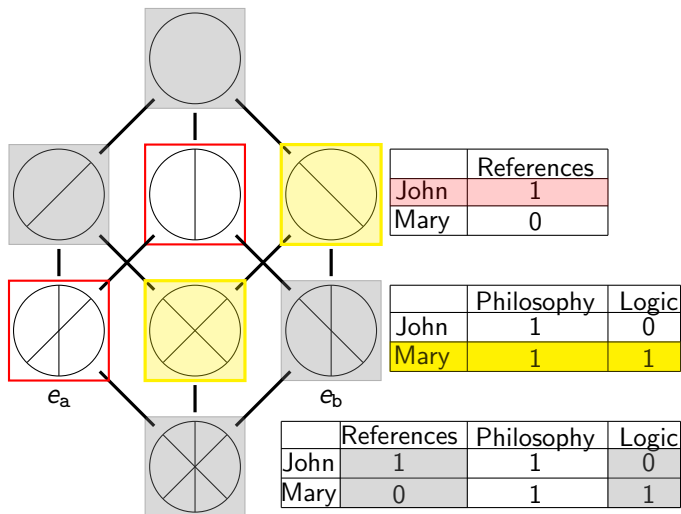 References
John 1
Mary 0
Philosophy Logic
John 1 0
Mary 1 1
e_a e_b
References Philosophy Logic
John 1 1 0
Mary 0 1 1